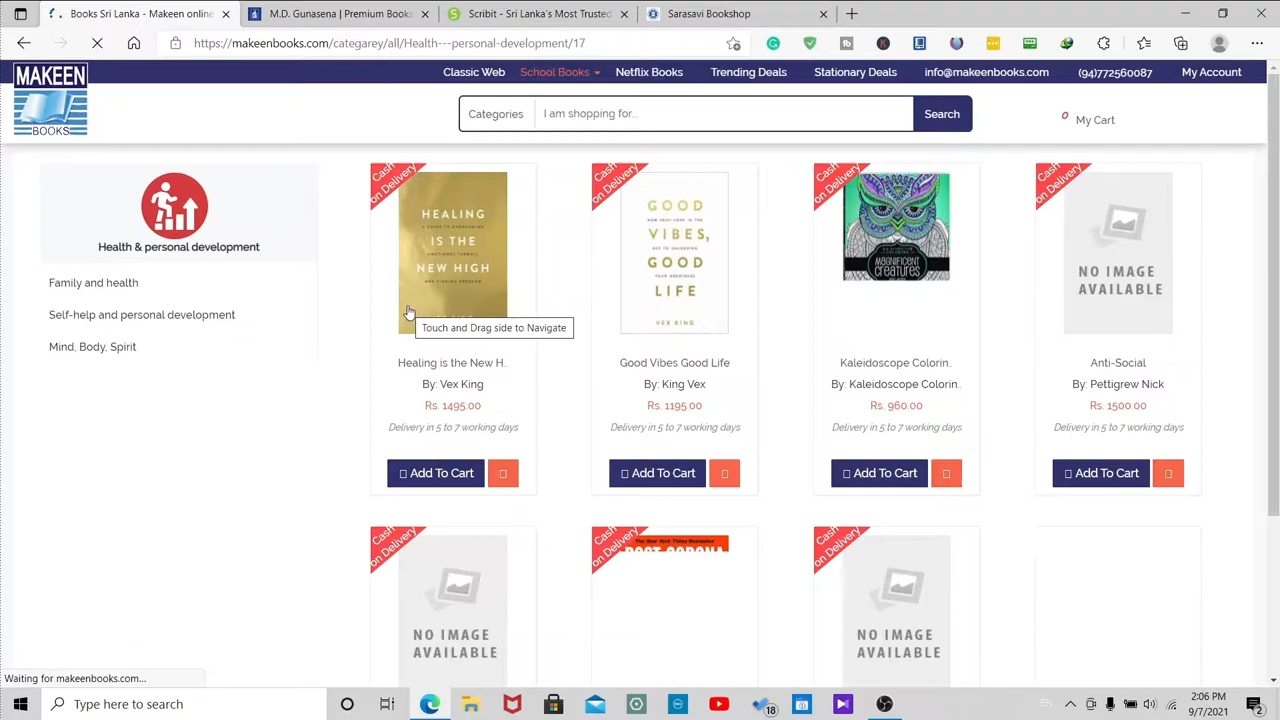 Books Sri Lanka - Makeen online
M.D. Gunasena | Premium Books
Scribit - Sri Lanka's Most Trusted
Sarasavi Bookshop
https://makeenbooks.com/categarey/all/Health---personal-development/17
MAKEEN
BOOKS
Classic Web
School Books
Netflix Books
Trending Deals
Stationary Deals
info@makeenbooks.com
(94)772560087
My Account
Categories
I am shopping for...
Search
0
My Cart
Health & personal development
Family and health
Self-help and personal development
Mind, Body, Spirit
Cash
on Delivery
HEALING
IS THE
NEW HIGH
Touch and Drag side to Navigate
Healing is the New H..
By: Vex King
Rs. 1495.00
Delivery in 5 to 7 working days
Add To Cart
Cash
on Delivery
GOOD
VIBES,
GOOD
LIFE
VEX KING
Good Vibes Good Life
By: King Vex
Rs. 1195.00
Delivery in 5 to 7 working days
Add To Cart
Cash
on Delivery
MAGNIFICENT
CREATURES
Kaleidoscope Colorin..
By: Kaleidoscope Colorin..
Rs. 960.00
Delivery in 5 to 7 working days
Add To Cart
Cash
on Delivery
NO IMAGE
AVAILABLE
Anti-Social
By: Pettigrew Nick
Rs. 1500.00
Delivery in 5 to 7 working days
Add To Cart
Cash
on Delivery
NO IMAGE
AVAILABLE
Cash
on Delivery
The New York Times Bestseller
POST CORONA
Cash
on Delivery
NO IMAGE
AVAILABLE
Waiting for makeenbooks.com...
Type here to search
18
2:06 PM
9/7/2021
2